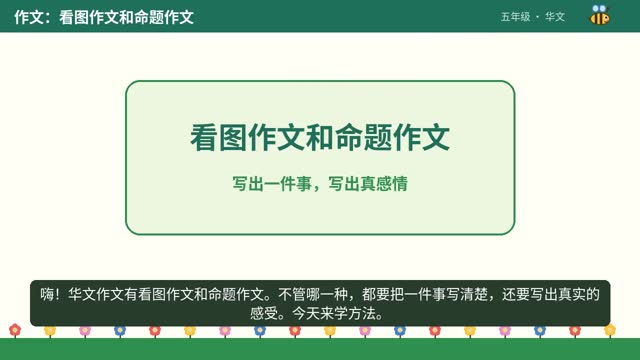 作文：看图作文和命题作文
五年级 · 华文
看图作文和命题作文
写出一件事，写出真感情
嗨！华文作文有看图作文和命题作文。不管哪一种，都要把一件事写清楚，还要写出真实的
感受。今天来学方法。